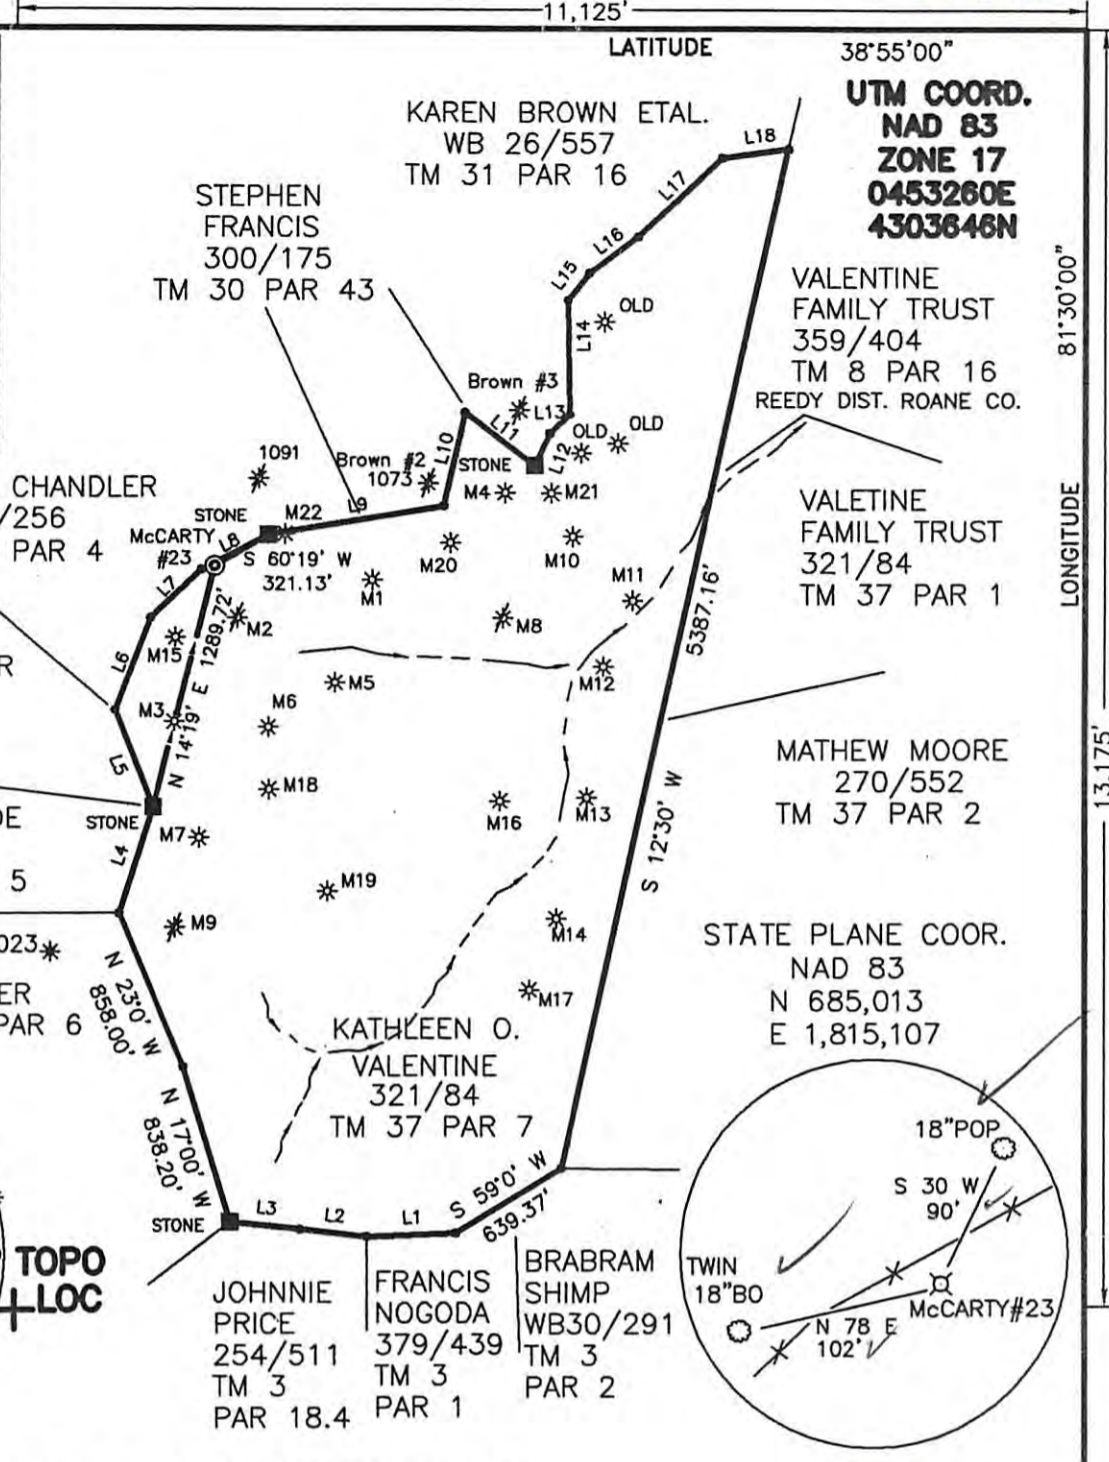 11,125'
LATITUDE
38°55'00"
UTM COORD.
NAD 83
ZONE 17
0453260E
4303646N
KAREN BROWN ETAL.
WB 26/557
TM 31 PAR 16
L18
L17
L16
L15
L14
OLD
STEPHEN
FRANCIS
300/175
TM 30 PAR 43
81°30'00"
LONGITUDE
13,175'
VALENTINE
FAMILY TRUST
359/404
TM 8 PAR 16
REEDY DIST. ROANE CO.
Brown #3
L13
L11
L12
OLD
OLD
L10
STONE
Brown #2
1073
1091
M4
M21
CHANDLER
/256
PAR 4
STONE
M22
L9
McCARTY
#23
L8
S 60°19' W
321.13'
M20
M10
M1
M11
VALETINE
FAMILY TRUST
321/84
TM 37 PAR 1
L7
M2
M8
M15
5387.16'
S 12°30' W
N 14°19' E 1289.72'
R
L6
M5
M12
M3
M6
L5
M18
MATHEW MOORE
270/552
TM 37 PAR 2
M16
M13
DE
STONE
M7
5
L4
M19
M9
M14
023
ER
PAR 6
N 23°0' W
858.00'
M17
STATE PLANE COOR.
NAD 83
N 685,013
E 1,815,107
KATHLEEN O.
VALENTINE
321/84
TM 37 PAR 7
N 17°00' W
838.20'
STONE
L3
L2
L1
S 59°0' W
639.37'
TOPO
LOC
JOHNNIE
PRICE
254/511
TM 3
PAR 18.4
FRANCIS
NOGODA
379/439
TM 3
PAR 1
BRABRAM
SHIMP
WB30/291
TM 3
PAR 2
18"POP
S 30 W
90'
TWIN
18"BO
McCARTY#23
N 78 E
102'